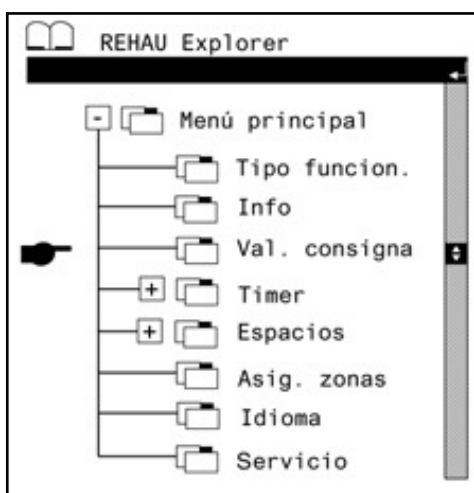 REHAU Explorer
Menú principal
Tipo funcion.
Info
Val. consigna
Timer
Espacios
Asig. zonas
Idioma
Servicio